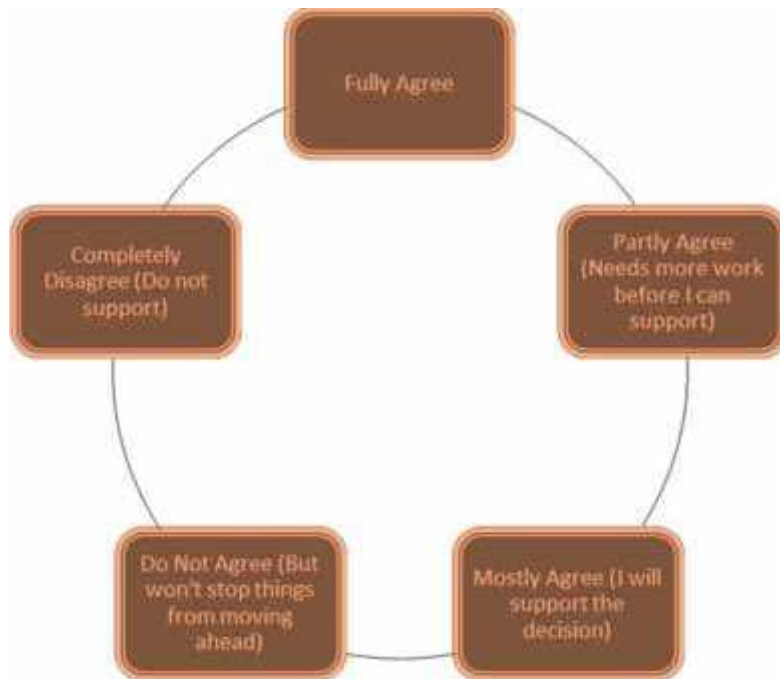 Fully Agree
Partly Agree
(Needs more work
before I can
support)
Mostly Agree (I will
support the
decision)
Do Not Agree (But
won't stop things
from moving
ahead)
Completely
Disagree (Do not
support)